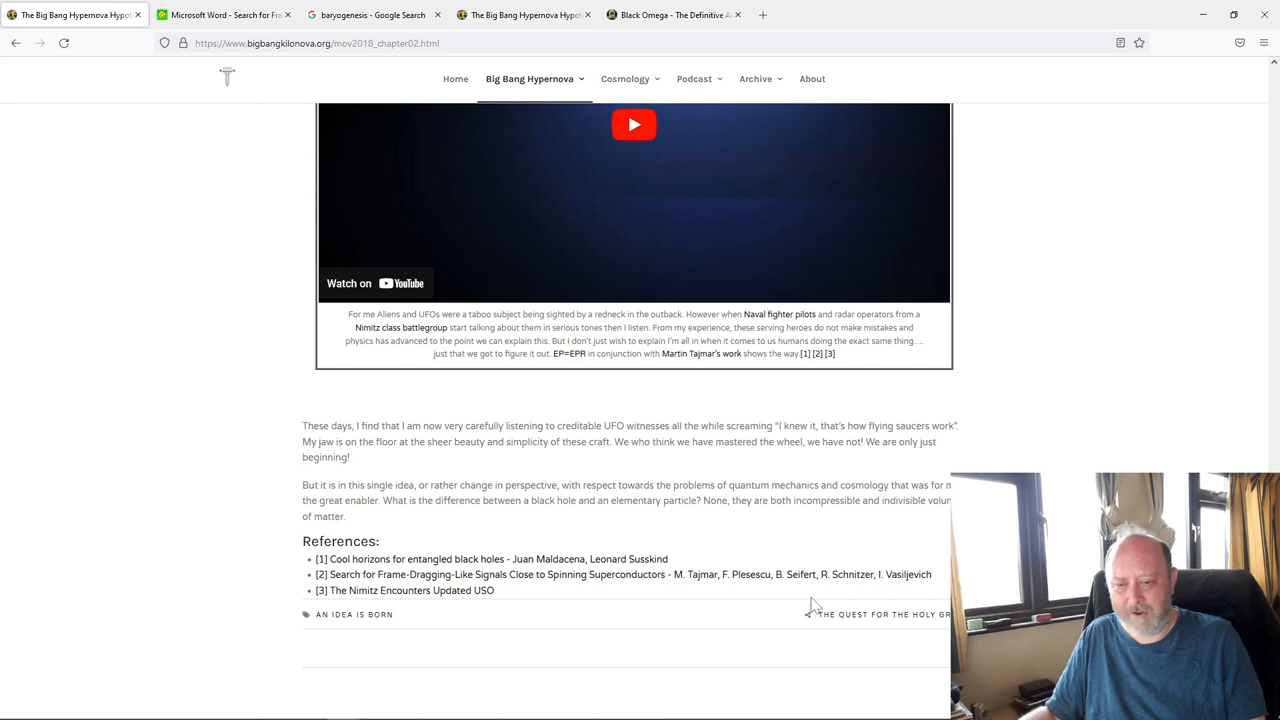 The Big Bang Hypernova Hypot
Microsoft Word - Search for Fra
baryogenesis - Google Search
The Big Bang Hypernova Hypot
Black Omega - The Definitive A
https://www.bigbangkilonova.org/mov2018_chapter02.html
Home
Big Bang Hypernova
Cosmology
Podcast
Archive
About
Watch on YouTube
For me Aliens and UFOs were a taboo subject being sighted by a redneck in the outback. However when Naval fighter pilots and radar operators from a
Nimitz class battlegroup start talking about them in serious tones then I listen. From my experience, these serving heroes do not make mistakes and
physics has advanced to the point we can explain this. But I don't just wish to explain I'm all in when it comes to us humans doing the exact same thing….
just that we got to figure it out. EP=EPR in conjunction with Martin Tajmar's work shows the way.[1] [2] [3]
These days, I find that I am now very carefully listening to creditable UFO witnesses all the while screaming “I knew it, that's how flying saucers work”.
My jaw is on the floor at the sheer beauty and simplicity of these craft. We who think we have mastered the wheel, we have not! We are only just
beginning!
But it is in this single idea, or rather change in perspective, with respect towards the problems of quantum mechanics and cosmology that was for m
the great enabler. What is the difference between a black hole and an elementary particle? None, they are both incompressible and indivisible volum
of matter.
References:
[1] Cool horizons for entangled black holes - Juan Maldacena, Leonard Susskind
[2] Search for Frame-Dragging-Like Signals Close to Spinning Superconductors - M. Tajmar, F. Plesescu, B. Seifert, R. Schnitzer, I. Vasiljevich
[3] The Nimitz Encounters Updated USO
AN IDEA IS BORN
THE QUEST FOR THE HOLY GR